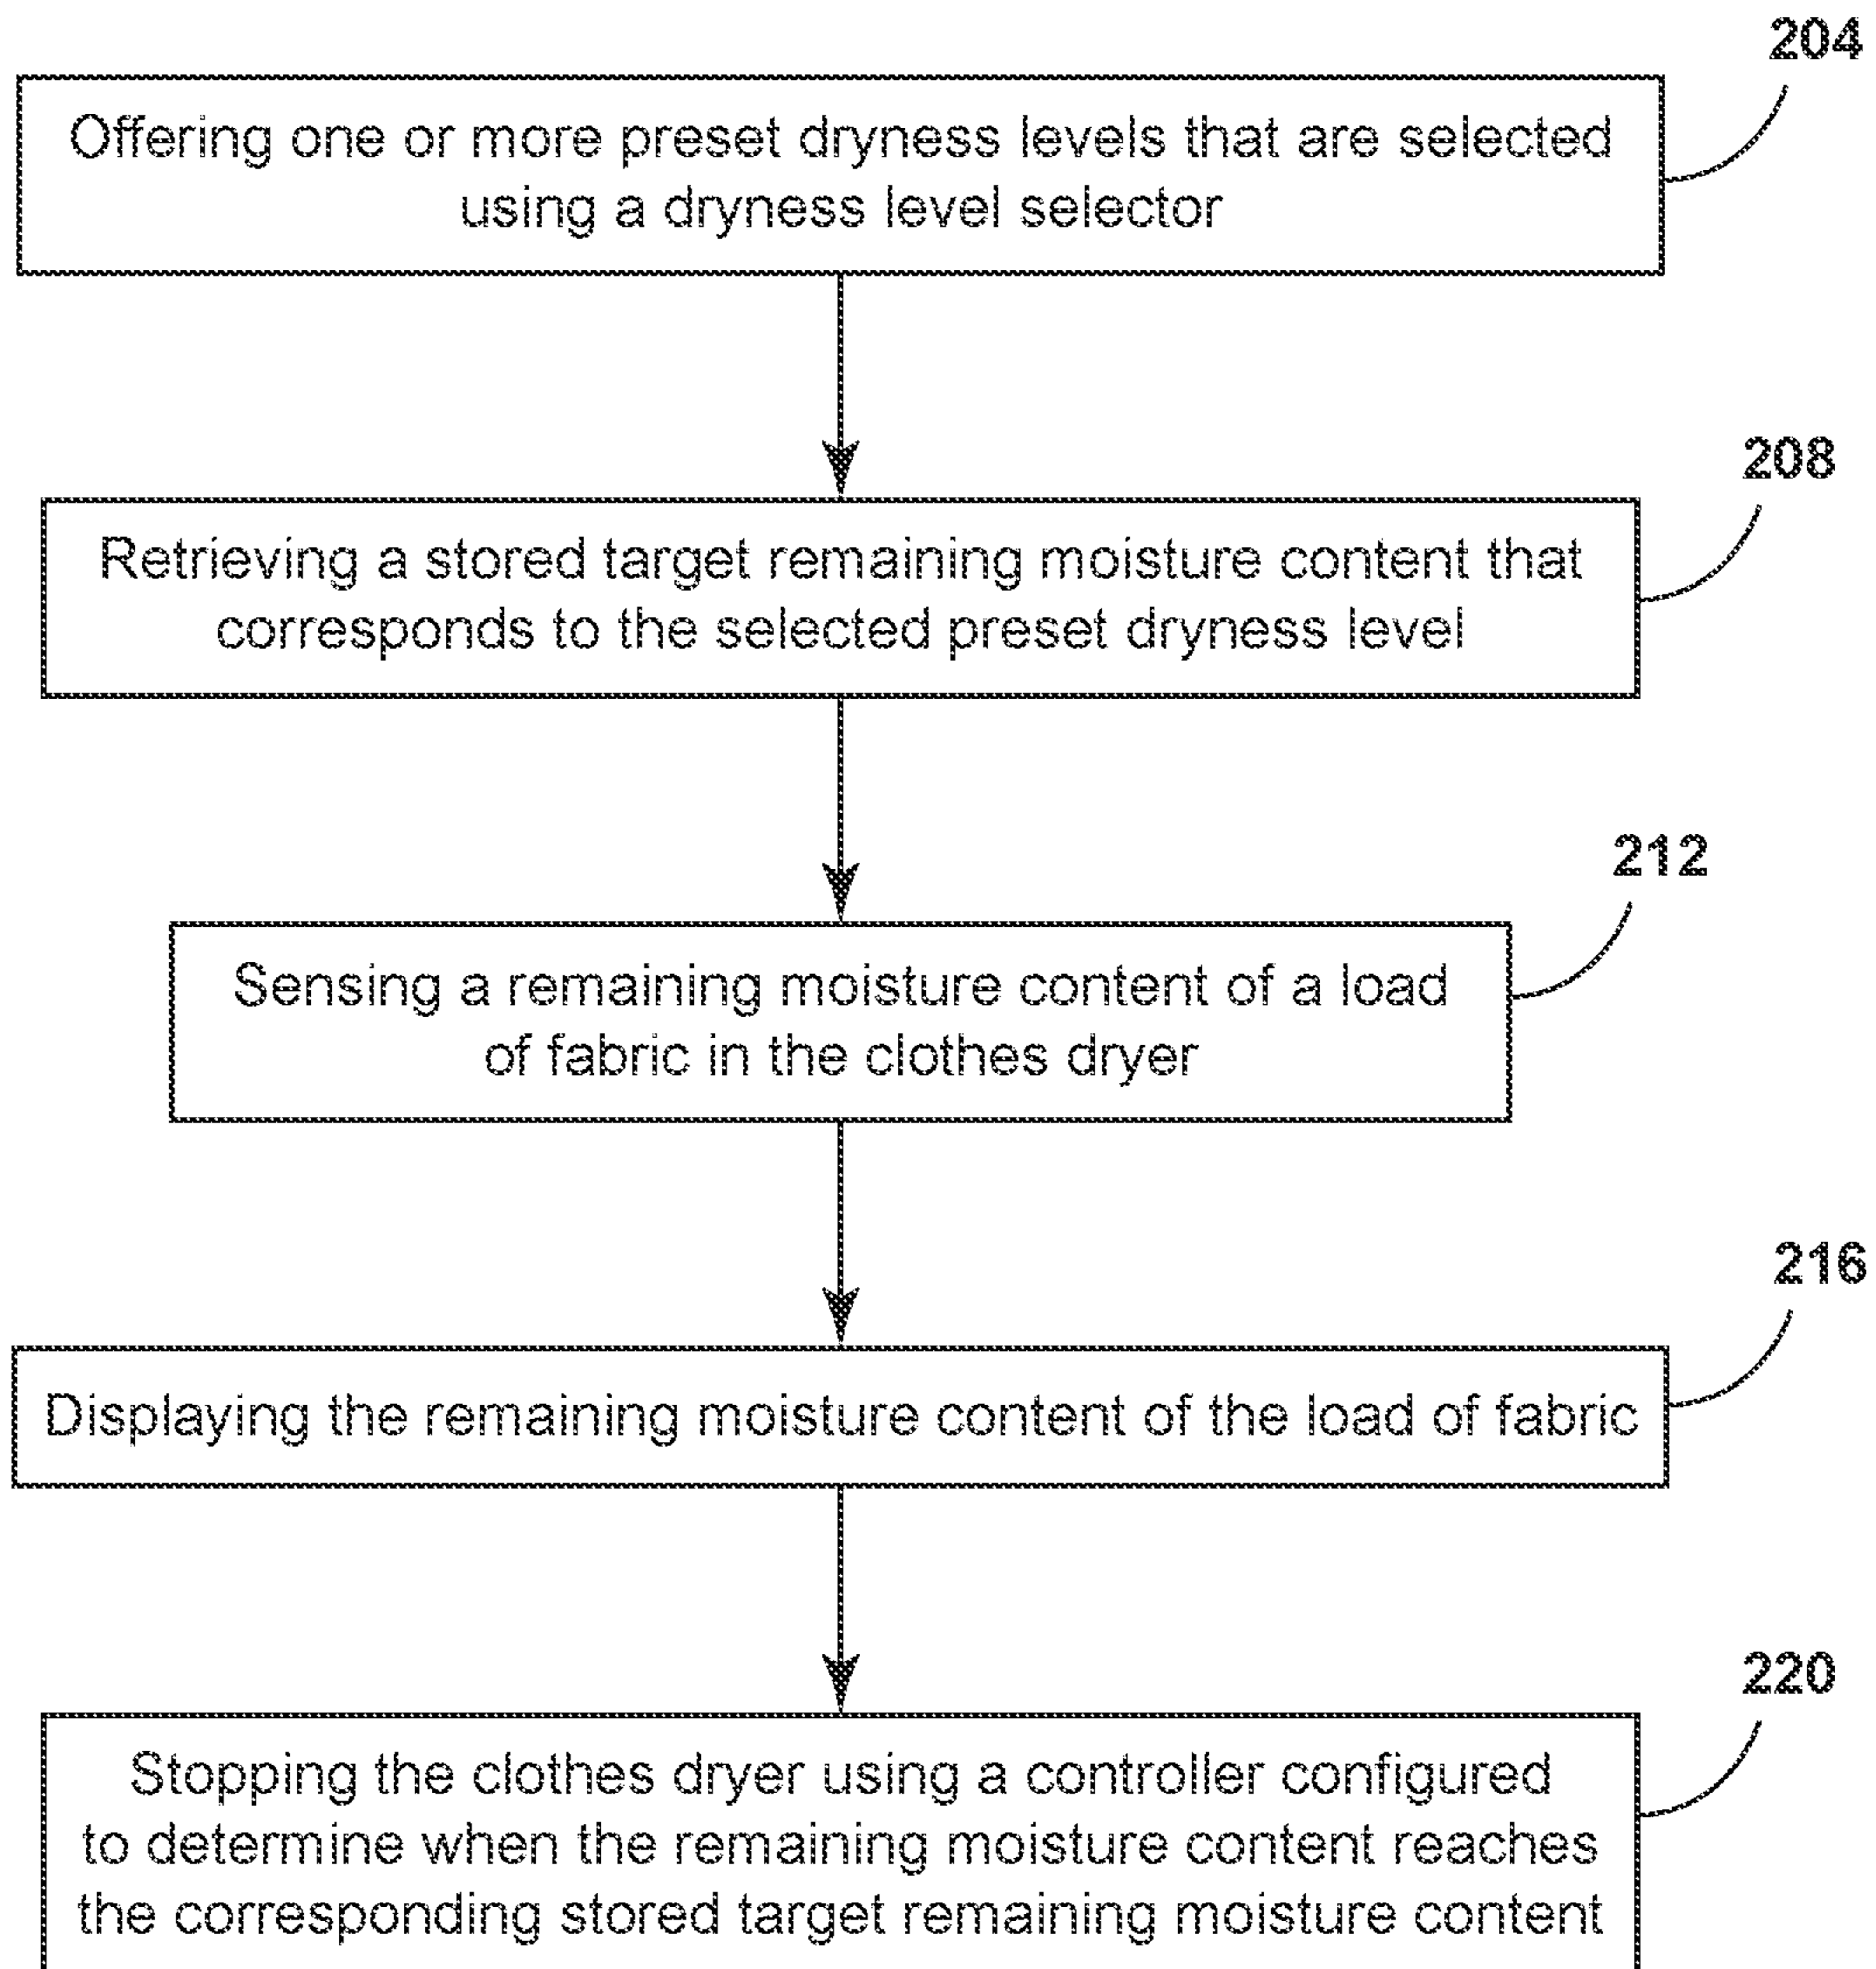 204
Offering one or more preset dryness levels that are selected
using a dryness level selector
208
Retrieving a stored target remaining moisture content that
corresponds to the selected preset dryness level
212
Sensing a remaining moisture content of a load
of fabric in the clothes dryer
216
Displaying the remaining moisture content of the load of fabric
220
Stopping the clothes dryer using a controller configured
to determine when the remaining moisture content reaches
the corresponding stored target remaining moisture content